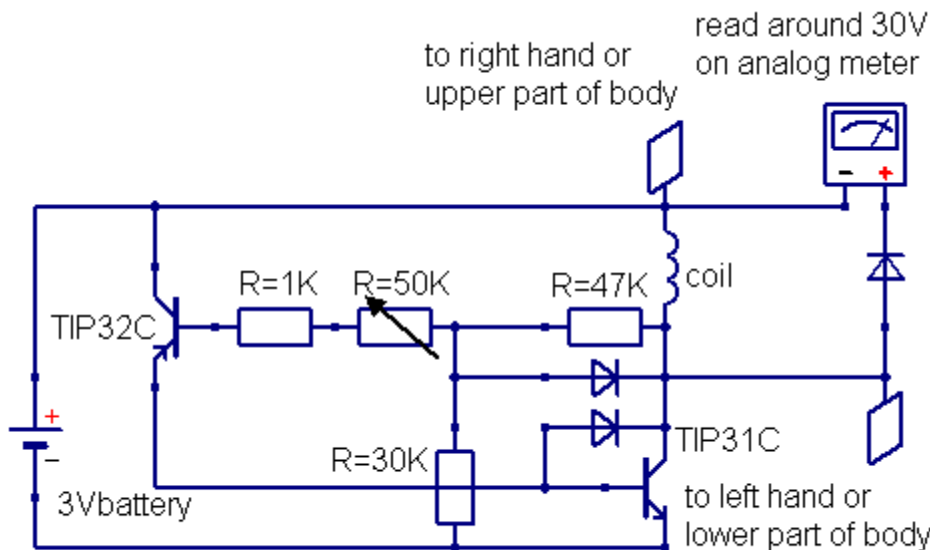 read around 30V
on analog meter
to right hand or
upper part of body
- +
coil
R=1K
R=50K
R=47K
TIP32C
+
-
3Vbattery
R=30K
TIP31C
to left hand or
lower part of body